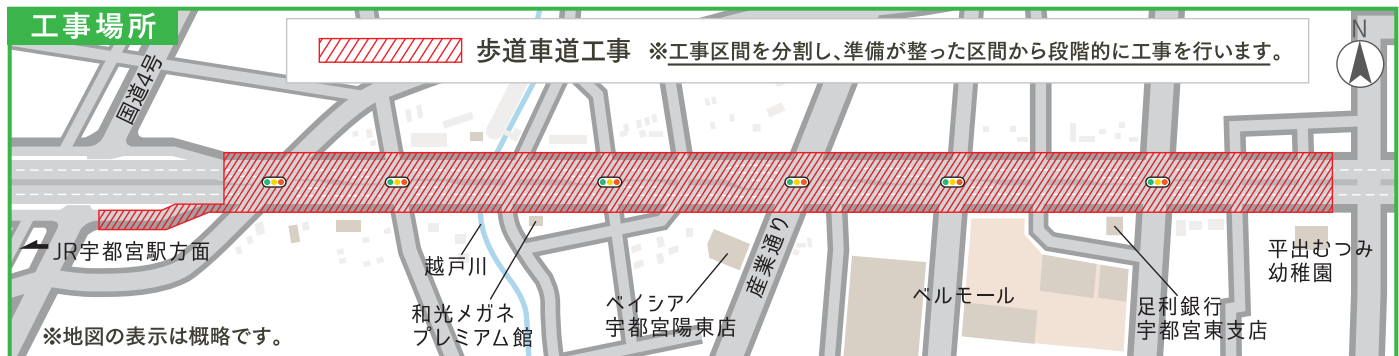 工事場所
歩道車道工事 ※工事区間を分割し、準備が整った区間から段階的に工事を行います。
N
国道4号
JR宇都宮駅方面
越戸川
和光メガネ
プレミアム館
ベイシア
宇都宮陽東店
産業通り
ベルモール
足利銀行
宇都宮東支店
平出むつみ
幼稚園
※地図の表示は概略です。